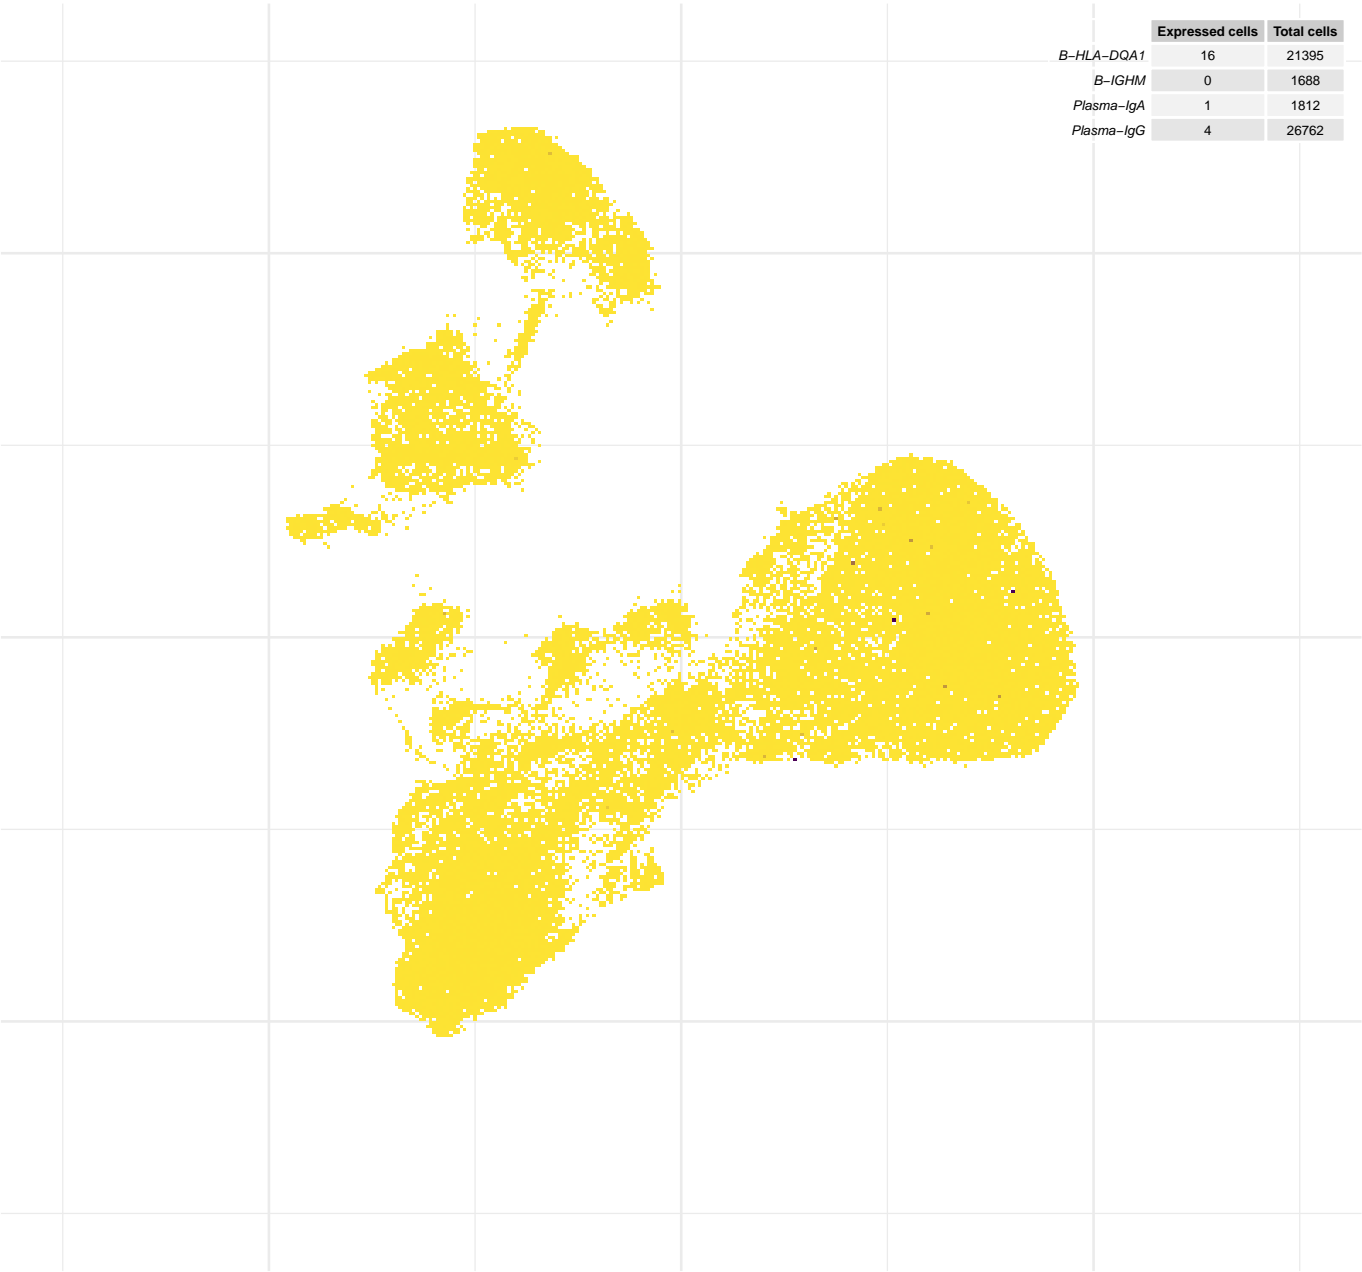 Expressed cells Total cells
B−HLA−DQA1 16 21395
B−IGHM 0 1688
Plasma−IgA 1 1812
Plasma−IgG 4 26762